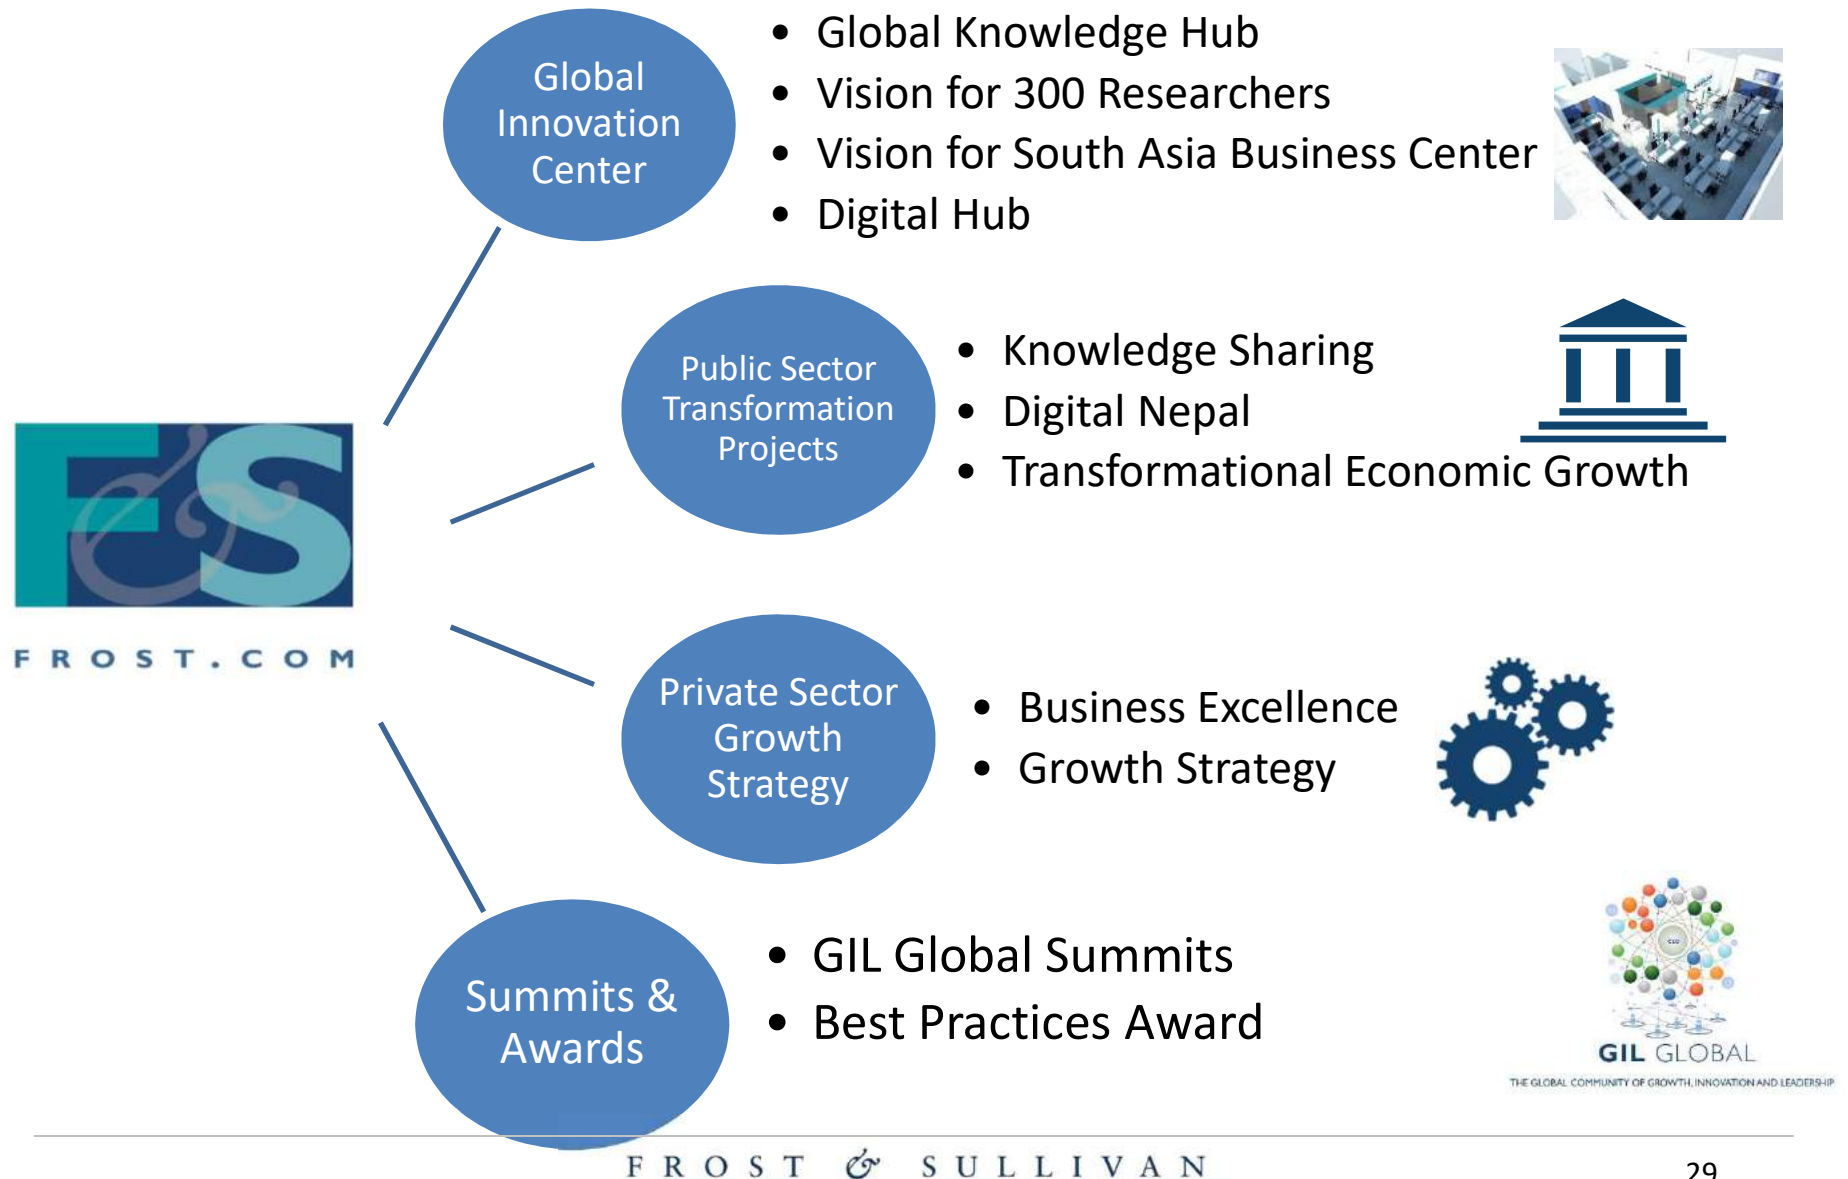 Global
Innovation
Center
• Global Knowledge Hub
• Vision for 300 Researchers
• Vision for South Asia Business Center
• Digital Hub
Public Sector
Transformation
Projects
• Knowledge Sharing
• Digital Nepal
• Transformational Economic Growth
F&S
FROST.COM
Private Sector
Growth
Strategy
• Business Excellence
• Growth Strategy
Summits &
Awards
• GIL Global Summits
• Best Practices Award
CEO
GIL GLOBAL
THE GLOBAL COMMUNITY OF GROWTH, INNOVATION AND LEADERSHIP
FROST & SULLIVAN
29